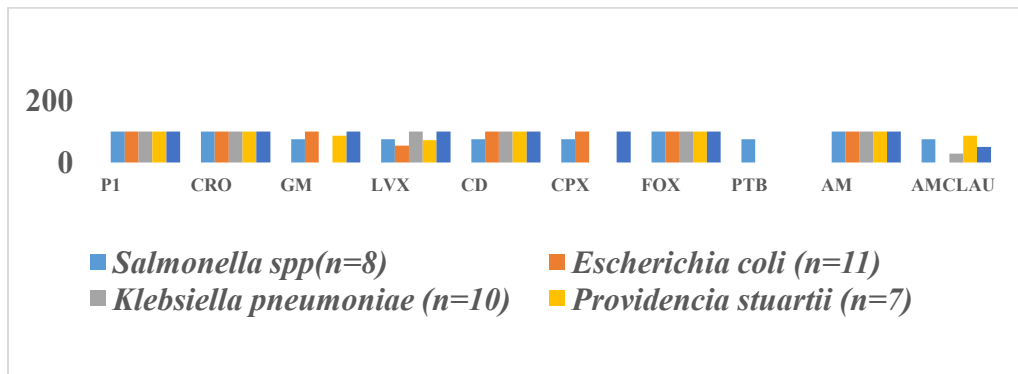 200
0
P1 CRO GM LVX CD CPX FOX PTB AM AMCLAU
Salmonella spp(n=8) Escherichia coli (n=11)
Klebsiella pneumoniae (n=10) Providencia stuartii (n=7)